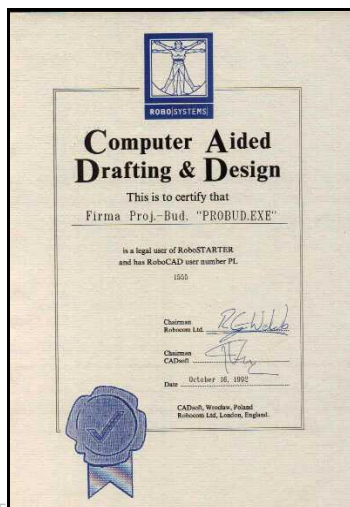 ROBO|SYSTEMS
Computer Aided
Drafting & Design
This is to certify that
Firma Proj.-Bud. "PROBUD.EXE"
is a legal user of RoboSTARTER
and has RoboCAD user number PL
1555
Chairman
Robocom Ltd.
Chairman
CADsoft
Date October 16, 1992
CADsoft, Wrocław, Poland
Robocom Ltd, London, England.